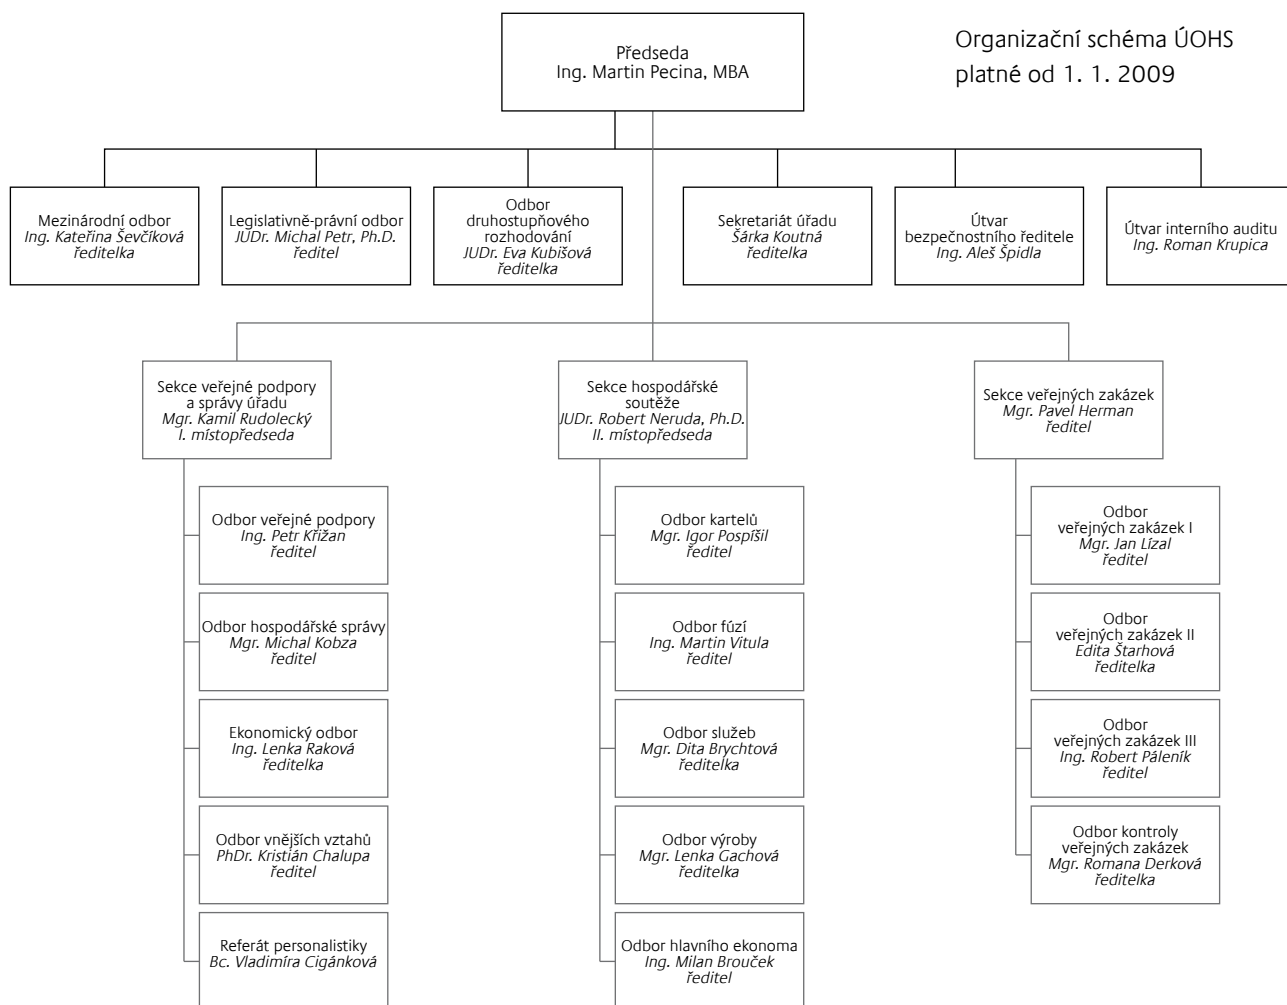 Předseda
Ing. Martin Pecina, MBA
Organizační schéma ÚOHS
platné od 1. 1. 2009
Mezinárodní odbor
Ing. Kateřina Ševčíková
ředitelka
Legislativně-právní odbor
JUDr. Michal Petr, Ph.D.
ředitel
Odbor
druhostupňového
rozhodování
JUDr. Eva Kubišová
ředitelka
Sekretariát úřadu
Šárka Koutná
ředitelka
Útvar
bezpečnostního ředitele
Ing. Aleš Špidla
Útvar interního auditu
Ing. Roman Krupica
Sekce veřejné podpory
a správy úřadu
Mgr. Kamil Rudolecký
I. místopředseda
Sekce hospodářské
soutěže
JUDr. Robert Neruda, Ph.D.
II. místopředseda
Sekce veřejných zakázek
Mgr. Pavel Herman
ředitel
Odbor veřejné podpory
Ing. Petr Křižan
ředitel
Odbor hospodářské správy
Mgr. Michal Kobza
ředitel
Ekonomický odbor
Ing. Lenka Raková
ředitelka
Odbor vnějších vztahů
PhDr. Kristián Chalupa
ředitel
Referát personalistiky
Bc. Vladimíra Cigánková
Odbor kartelů
Mgr. Igor Pospíšil
ředitel
Odbor fúzí
Ing. Martin Vitula
ředitel
Odbor služeb
Mgr. Dita Brychtová
ředitelka
Odbor výroby
Mgr. Lenka Gachová
ředitelka
Odbor hlavního ekonoma
Ing. Milan Brouček
ředitel
Odbor
veřejných zakázek I
Mgr. Jan Lízal
ředitel
Odbor
veřejných zakázek II
Edita Štarhová
ředitelka
Odbor
veřejných zakázek III
Ing. Robert Páleník
ředitel
Odbor kontroly
veřejných zakázek
Mgr. Romana Derková
ředitelka